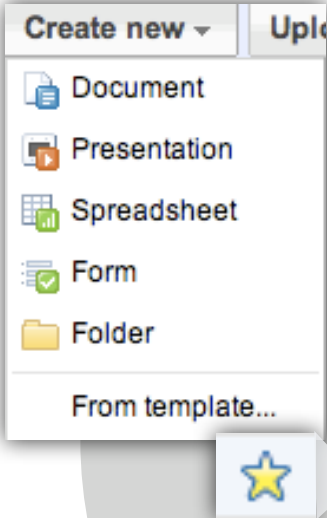 Create new
Document
Presentation
Spreadsheet
Form
Folder
From template...